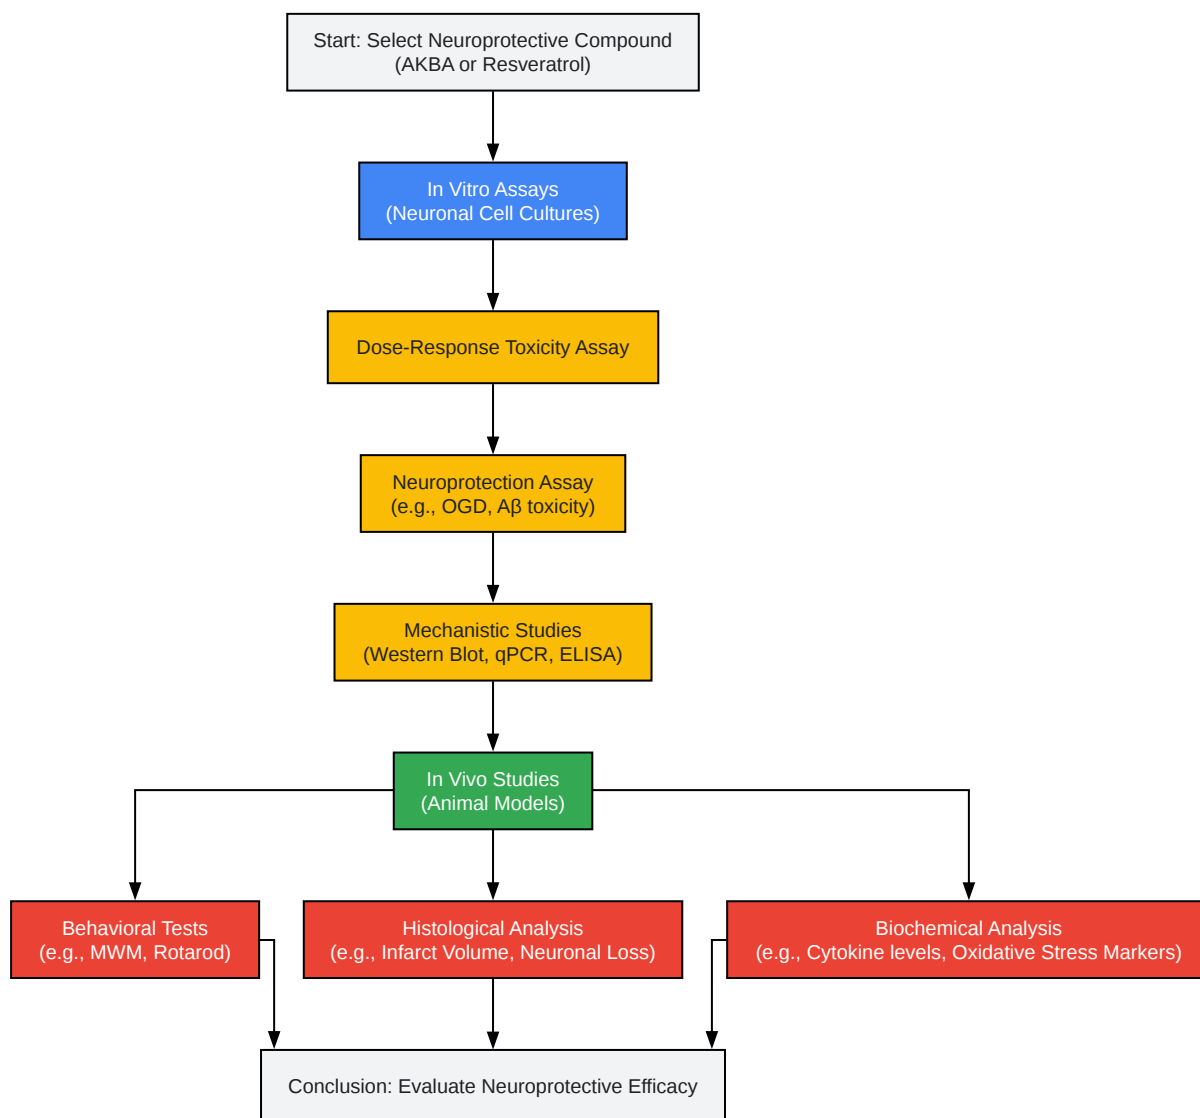 Start: Select Neuroprotective Compound
(AKBA or Resveratrol)
In Vitro Assays
(Neuronal Cell Cultures)
Dose-Response Toxicity Assay
Neuroprotection Assay
(e.g., OGD, Aβ toxicity)
Mechanistic Studies
(Western Blot, qPCR, ELISA)
In Vivo Studies
(Animal Models)
Behavioral Tests
(e.g., MWM, Rotarod)
Histological Analysis
(e.g., Infarct Volume, Neuronal Loss)
Biochemical Analysis
(e.g., Cytokine levels, Oxidative Stress Markers)
Conclusion: Evaluate Neuroprotective Efficacy